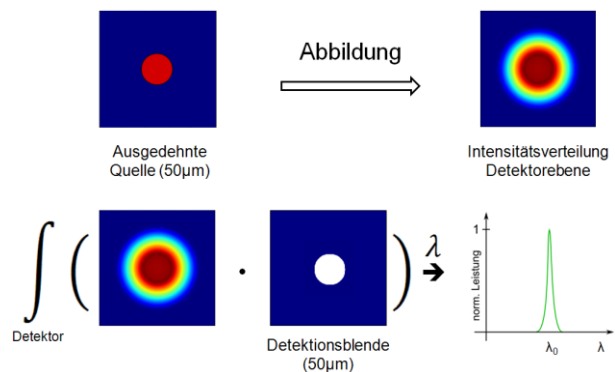 Abbildung
Ausgedehnte
Quelle (50µm)
Intensitätsverteilung
Detektorebene
∫ ( · ) λ
Detektor
Detektionsblende
(50µm)
1
norm. Leistung
λ₀
λ